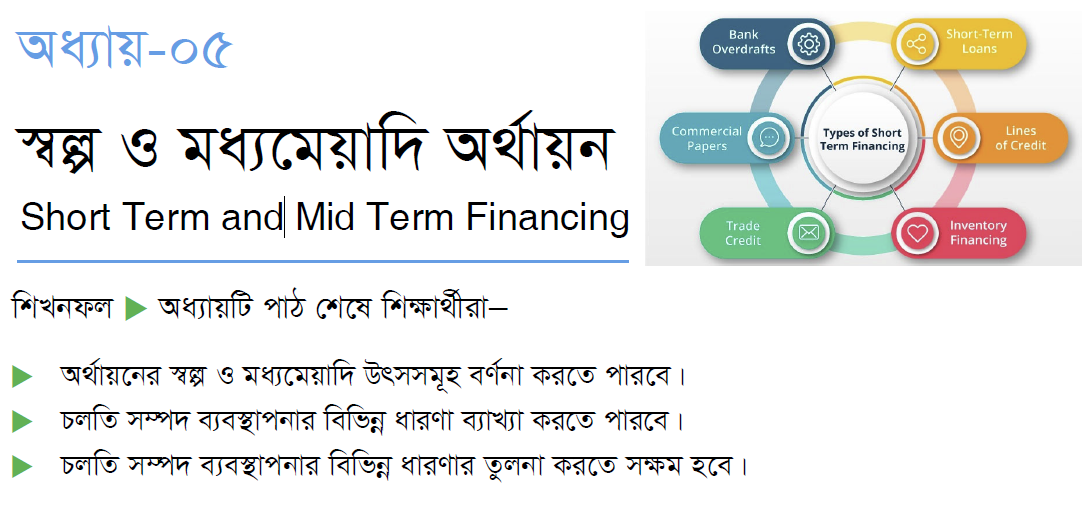 অধ্যায়-০৫
স্বল্প ও মধ্যমেয়াদি অর্থায়ন
Short Term and Mid Term Financing
Bank
Overdrafts
Short-Term
Loans
Commercial
Papers
Types of Short
Term Financing
Lines
of Credit
Trade
Credit
Inventory
Financing
শিখনফল ▶ অধ্যায়টি পাঠ শেষে শিক্ষার্থীরা–
▶ অর্থায়নের স্বল্প ও মধ্যমেয়াদি উৎসসমূহ বর্ণনা করতে পারবে।
▶ চলতি সম্পদ ব্যবস্থাপনার বিভিন্ন ধারণা ব্যাখ্যা করতে পারবে।
▶ চলতি সম্পদ ব্যবস্থাপনার বিভিন্ন ধারণার তুলনা করতে সক্ষম হবে।